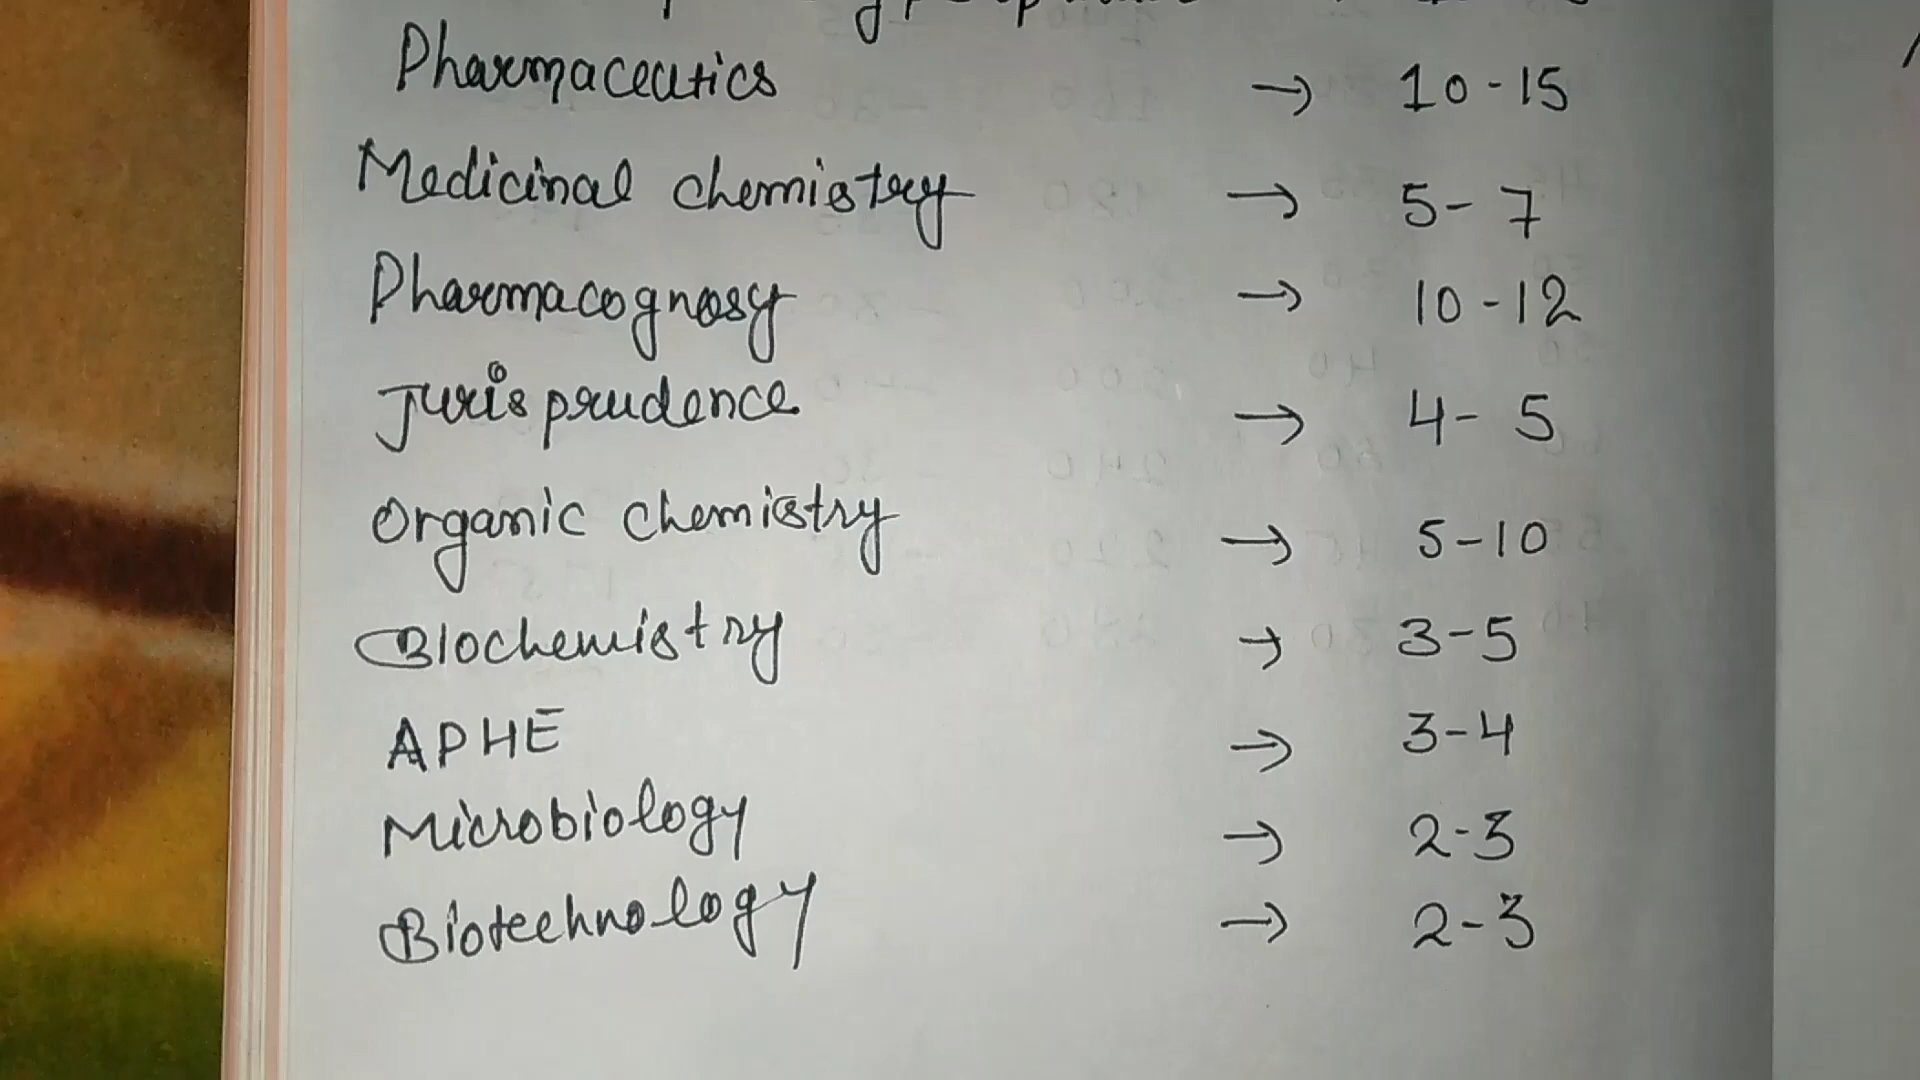 Pharmaceutics → 10-15
Medicinal chemistry → 5-7
Pharmacognosy → 10-12
Jurisprudence → 4-5
Organic chemistry → 5-10
Biochemistry → 3-5
APHE → 3-4
Microbiology → 2-3
Biotechnology → 2-3